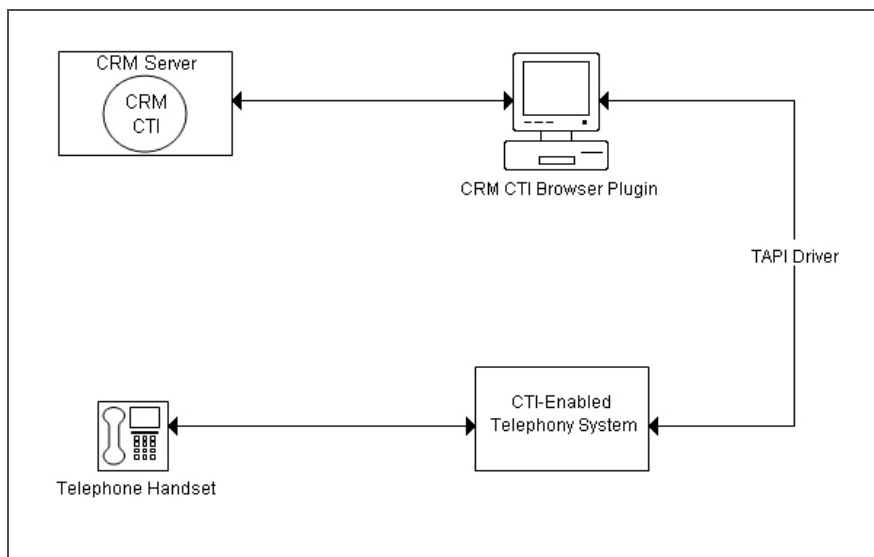 CRM Server
CRM
CTI
CRM CTI Browser Plugin
TAPI Driver
CTI-Enabled
Telephony System
Telephone Handset